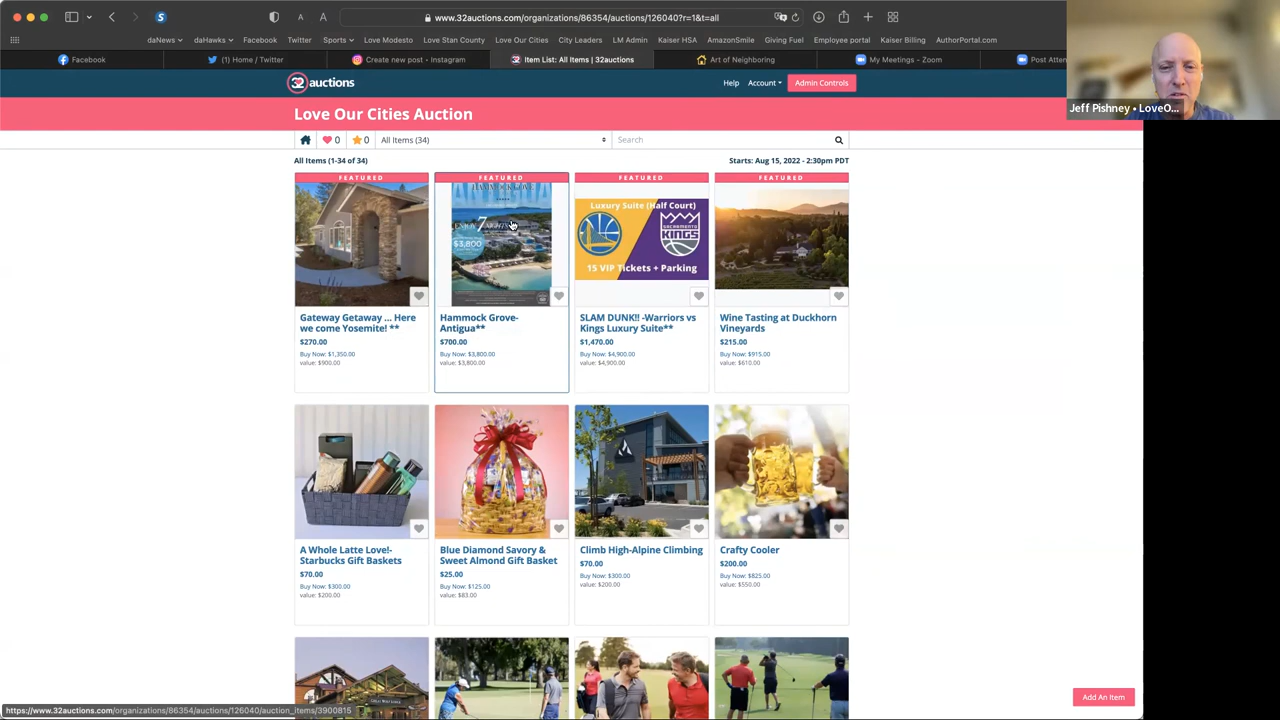 S
A
A
www.32auctions.com/organizations/86354/auctions/126040?r=1&t=all
daNews
daHawks
Facebook
Twitter
Sports
Love Modesto
Love Stan County
Love Our Cities
City Leaders
LM Admin
Kaiser HSA
AmazonSmile
Giving Fuel
Employee portal
Kaiser Billing
AuthorPortal.com
Facebook
(1) Home / Twitter
Create new post • Instagram
Item List: All Items | 32auctions
Art of Neighboring
My Meetings - Zoom
Post Atten
Jeff Pishney • LoveO...
32auctions
Help
Account
Admin Controls
Love Our Cities Auction
0
0
All Items (34)
Search
All Items (1-34 of 34)
Starts: Aug 15, 2022 - 2:30pm PDT
FEATURED
FEATURED
FEATURED
FEATURED
HAMMOCK COVE
ENJOY 7 NIGHTS
$3,800
Luxury Suite (Half Court)
SACRAMENTO
KINGS
15 VIP Tickets + Parking
Gateway Getaway ... Here
we come Yosemite! **
$270.00
Buy Now: $1,350.00
value: $900.00
Hammock Grove-
Antigua**
$700.00
Buy Now: $3,800.00
value: $3,800.00
SLAM DUNK!! -Warriors vs
Kings Luxury Suite**
$1,470.00
Buy Now: $4,900.00
value: $4,900.00
Wine Tasting at Duckhorn
Vineyards
$215.00
Buy Now: $915.00
value: $610.00
A Whole Latte Love!-
Starbucks Gift Baskets
$70.00
Buy Now: $300.00
value: $200.00
Blue Diamond Savory &
Sweet Almond Gift Basket
$25.00
Buy Now: $125.00
value: $83.00
Climb High-Alpine Climbing
$70.00
Buy Now: $300.00
value: $200.00
Crafty Cooler
$200.00
Buy Now: $825.00
value: $550.00
Add An Item
https://www.32auctions.com/organizations/86354/auctions/126040/auction_items/3900815